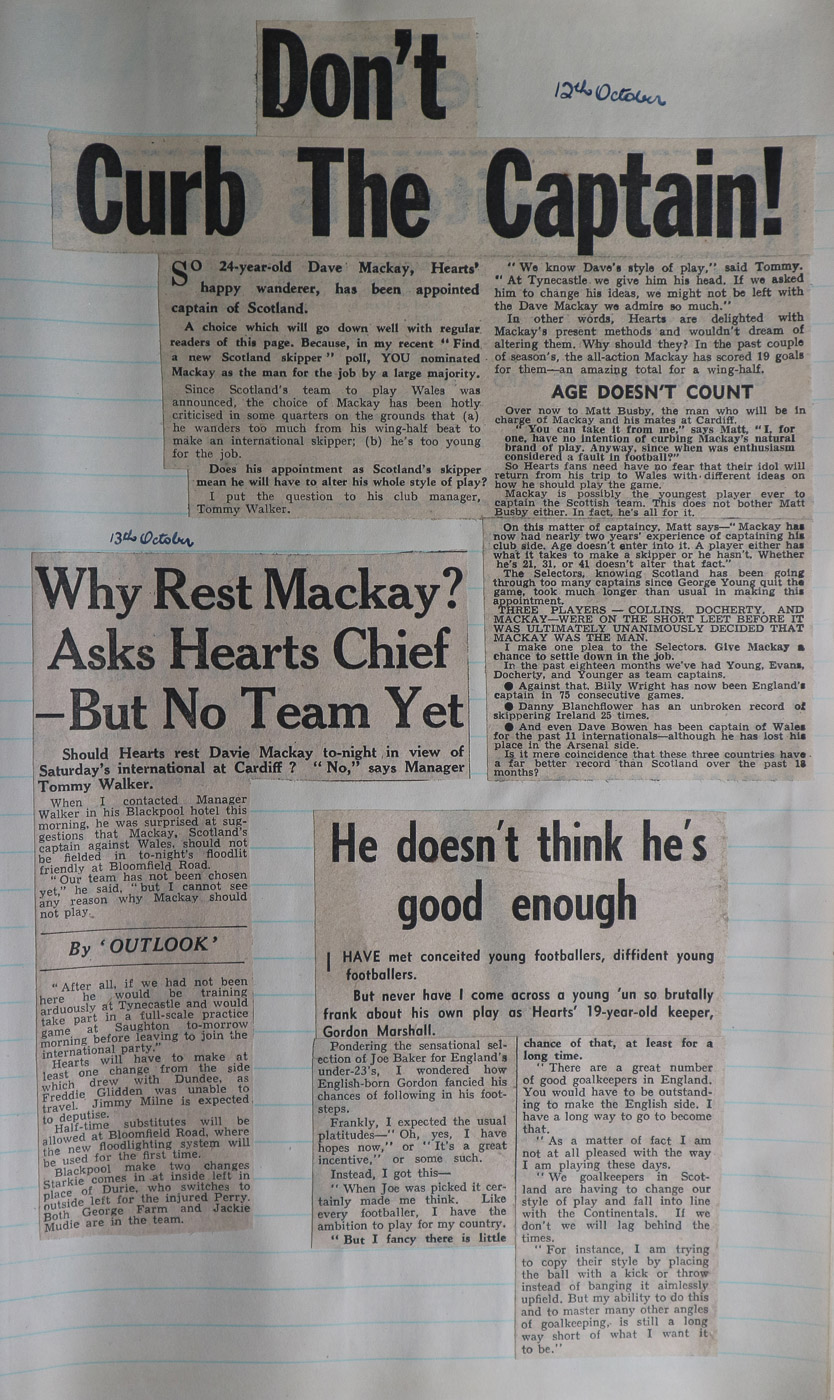 Don't
12th October
Curb The Captain!
SO 24-year-old Dave Mackay, Hearts'
happy wanderer, has been appointed
captain of Scotland.
A choice which will go down well with regular
readers of this page. Because, in my recent "Find
a new Scotland skipper" poll, YOU nominated
Mackay as the man for the job by a large majority.
Since Scotland's team to play Wales was
announced, the choice of Mackay has been hotly
criticised in some quarters on the grounds that (a)
he wanders too much from his wing-half beat to
make an international skipper; (b) he's too young
for the job.
Does his appointment as Scotland's skipper
mean he will have to alter his whole style of play?
I put the question to his club manager,
Tommy Walker.
"We know Dave's style of play," said Tommy.
"At Tynecastle we give him his head. If we asked
him to change his ideas, we might not be left with
the Dave Mackay we admire so much."
In other words, Hearts are delighted with
Mackay's present methods and wouldn't dream of
altering them. Why should they? In the past couple
of season's, the all-action Mackay has scored 19 goals
for them—an amazing total for a wing-half.
AGE DOESN'T COUNT
Over now to Matt Busby, the man who will be in
charge of Mackay and his mates at Cardiff.
"You can take it from me," says Matt, "I, for
one, have no intention of curbing Mackay's natural
brand of play. Anyway, since when was enthusiasm
considered a fault in football?"
So Hearts fans need have no fear that their idol will
return from his trip to Wales with different ideas on
how he should play the game.
Mackay is possibly the youngest player ever to
captain the Scottish team. This does not bother Matt
Busby either. In fact, he's all for it.
On this matter of captaincy, Matt says—"Mackay has
now had nearly two years' experience of captaining his
club side. Age doesn't enter into it. A player either has
what it takes to make a skipper or he hasn't. Whether
he's 21, 31, or 41 doesn't alter that fact."
The Selectors, knowing Scotland has been going
through too many captains since George Young quit the
game, took much longer than usual in making this
appointment.
THREE PLAYERS — COLLINS, DOCHERTY, AND
MACKAY—WERE ON THE SHORT LEET BEFORE IT
WAS ULTIMATELY UNANIMOUSLY DECIDED THAT
MACKAY WAS THE MAN.
I make one plea to the Selectors. Give Mackay a
chance to settle down in the job.
In the past eighteen months we've had Young, Evans,
Docherty, and Younger as team captains.
● Against that. Billy Wright has now been England's
captain in 75 consecutive games.
● Danny Blanchflower has an unbroken record of
skippering Ireland 25 times.
● And even Dave Bowen has been captain of Wales
for the past 11 internationals—although he has lost his
place in the Arsenal side.
Is it mere coincidence that these three countries have
a far better record than Scotland over the past 18
months?
13th October
Why Rest Mackay?
Asks Hearts Chief
—But No Team Yet
Should Hearts rest Davie Mackay to-night in view of
Saturday's international at Cardiff ? "No," says Manager
Tommy Walker.
When I contacted Manager
Walker in his Blackpool hotel this
morning, he was surprised at sug-
gestions that Mackay, Scotland's
captain against Wales, should not
be fielded in to-night's floodlit
friendly at Bloomfield Road.
"Our team has not been chosen
yet," he said, "but I cannot see
any reason why Mackay should
not play.
By 'OUTLOOK'
"After all, if we had not been
here he would be training
arduously at Tynecastle and would
take part in a full-scale practice
game at Saughton to-morrow
morning before leaving to join the
international party."
Hearts will have to make at
least one change from the side
which drew with Dundee, as
Freddie Glidden was unable to
travel. Jimmy Milne is expected
to deputise.
Half-time substitutes will be
allowed at Bloomfield Road, where
the new floodlighting system will
be used for the first time.
Blackpool make two changes
Starkie comes in at inside left in
place of Durie, who switches to
outside left for the injured Perry.
Both George Farm and Jackie
Mudie are in the team.
He doesn't think he's
good enough
I HAVE met conceited young footballers, diffident young
footballers.
But never have I come across a young 'un so brutally
frank about his own play as Hearts' 19-year-old keeper,
Gordon Marshall.
Pondering the sensational sel-
ection of Joe Baker for England's
under-23's, I wondered how
English-born Gordon fancied his
chances of following in his foot-
steps.
Frankly, I expected the usual
platitudes—"Oh, yes, I have
hopes now," or "It's a great
incentive," or some such.
Instead, I got this—
"When Joe was picked it cer-
tainly made me think. Like
every footballer, I have the
ambition to play for my country.
"But I fancy there is little
chance of that, at least for a
long time.
"There are a great number
of good goalkeepers in England.
You would have to be outstand-
ing to make the English side. I
have a long way to go to become
that.
"As a matter of fact I am
not at all pleased with the way
I am playing these days.
"We goalkeepers in Scot-
land are having to change our
style of play and fall into line
with the Continentals. If we
don't we will lag behind the
times.
"For instance, I am trying
to copy their style by placing
the ball with a kick or throw
instead of banging it aimlessly
upfield. But my ability to do this
and to master many other angles
of goalkeeping, is still a long
way short of what I want it
to be."